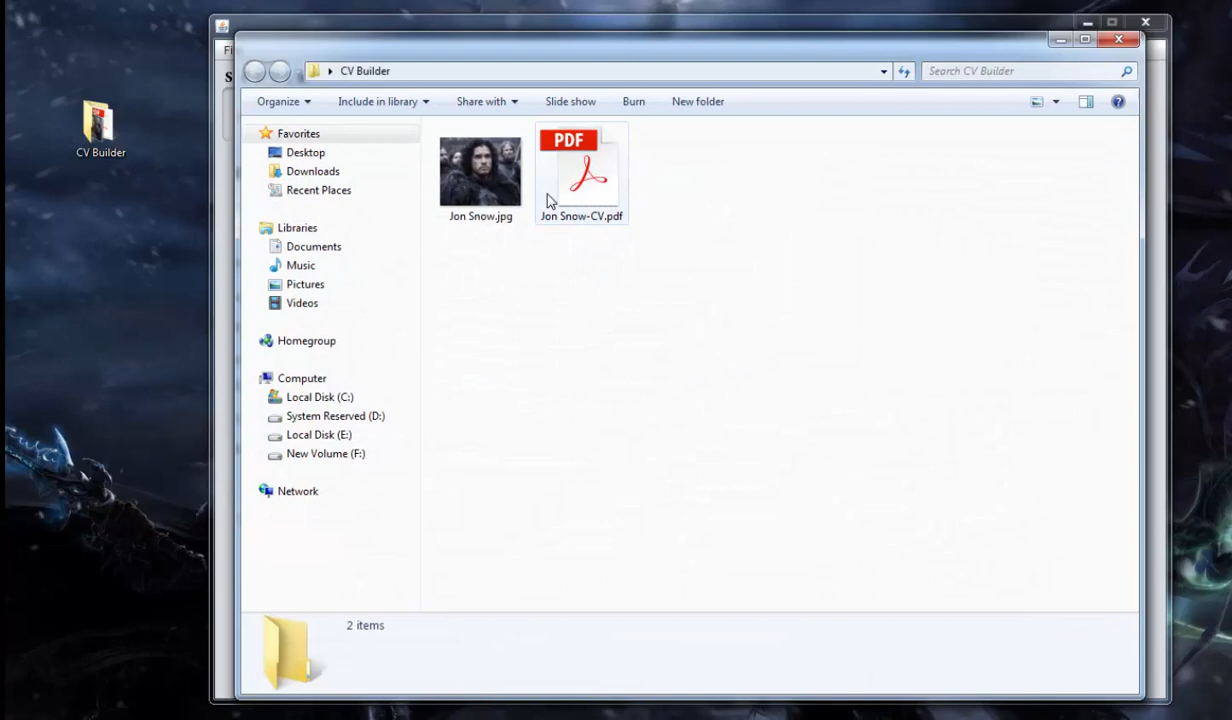 Fi
CV Builder
Search CV Builder
S
Organize
Include in library
Share with
Slide show
Burn
New folder
CV Builder
Favorites
Desktop
Downloads
Recent Places
Libraries
Documents
Music
Pictures
Videos
Homegroup
Computer
Local Disk (C:)
System Reserved (D:)
Local Disk (E:)
New Volume (F:)
Network
PDF
Jon Snow.jpg
Jon Snow-CV.pdf
2 items